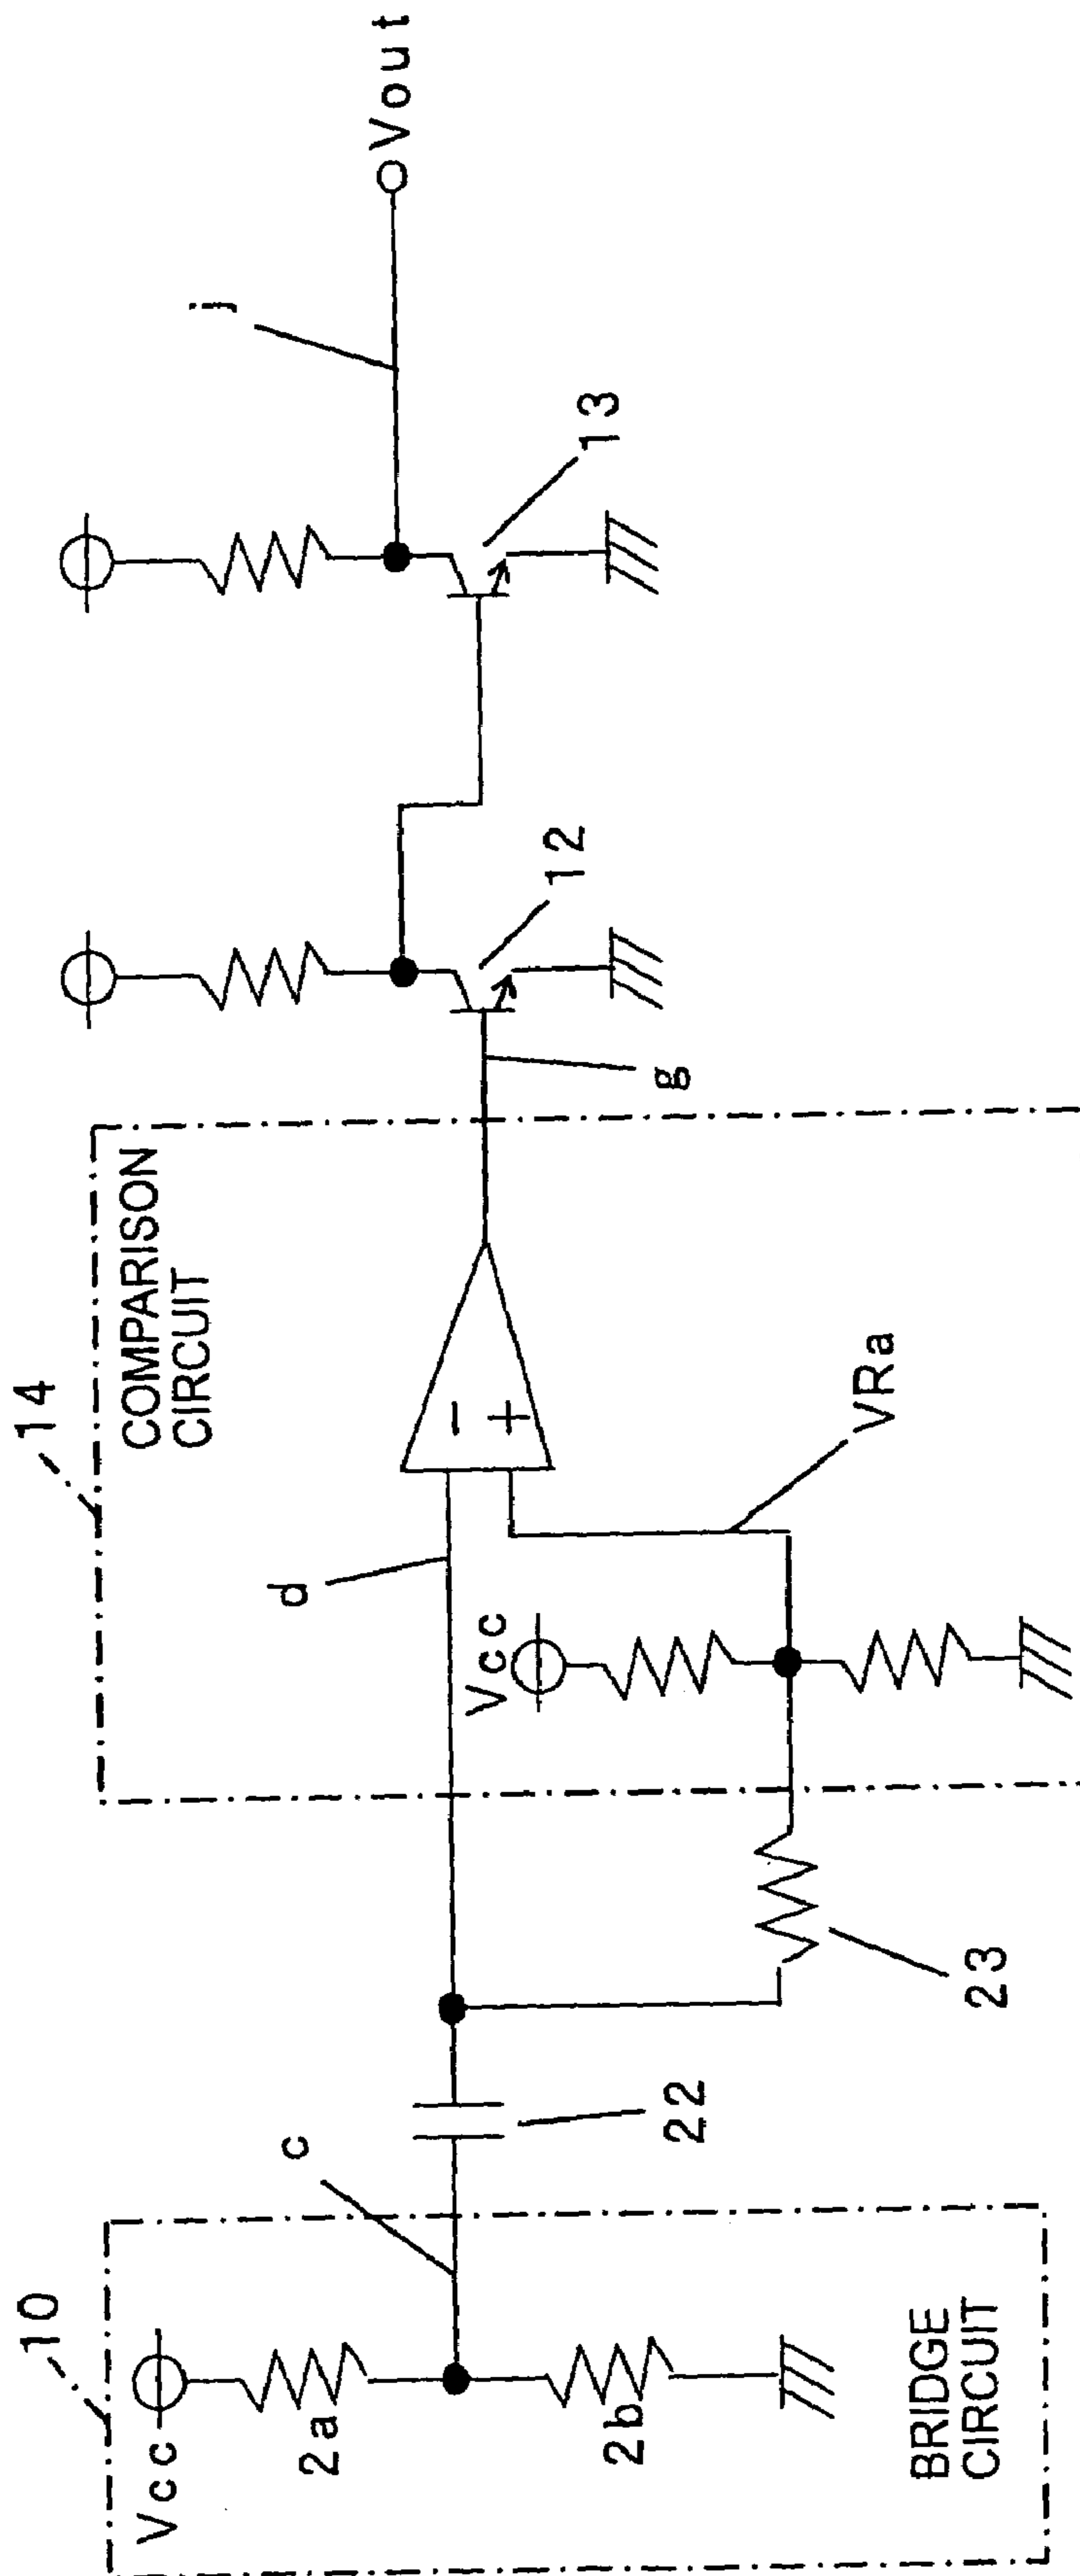 10
Vcc
2a
2b
BRIDGE
CIRCUIT
c
22
23
14
COMPARISON
CIRCUIT
d
Vcc
VRa
g
12
13
j
Vout